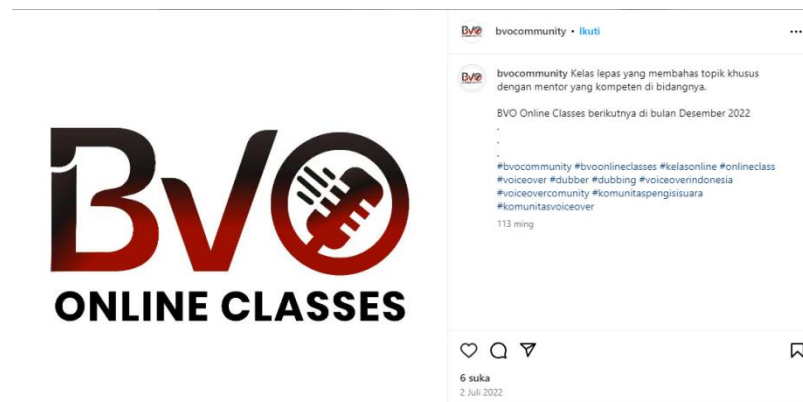 BVO
ONLINE CLASSES
BVO
bvocommunity • Ikuti
BVO
bvocommunity Kelas lepas yang membahas topik khusus
dengan mentor yang kompeten di bidangnya.
BVO Online Classes berikutnya di bulan Desember 2022
.
.
.
#bvocommunity #bvoonlineclasses #kelasonline #onlineclass
#voiceover #dubber #dubbing #voiceoverindonesia
#voiceovercomunity #komunitaspengisisuara
#komunitasvoiceover
113 ming
6 suka
2 Juli 2022